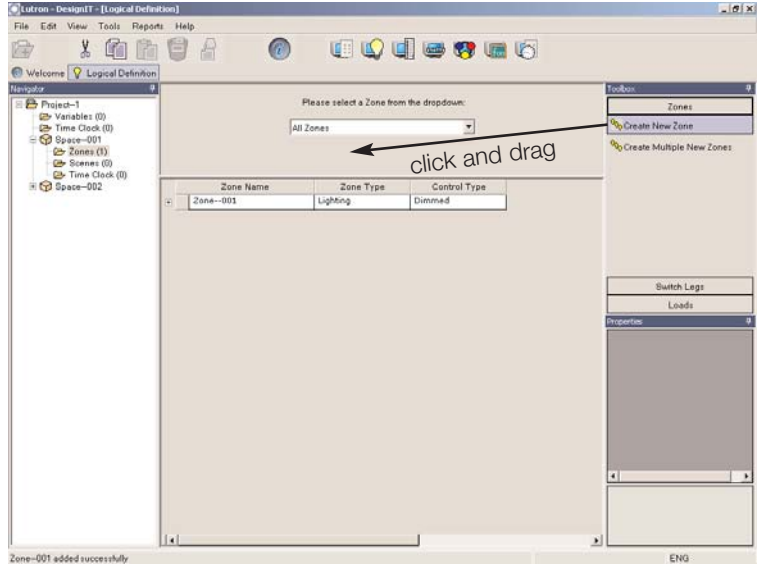 Lutron - DesignIT - [Logical Definition]
File Edit View Tools Reports Help
Welcome Logical Definition
Navigator
Project--1
Variables (0)
Time Clock (0)
Space--001
Zones (1)
Scenes (0)
Time Clock (0)
Space--002
Please select a Zone from the dropdown:
All Zones
click and drag
Zone Name Zone Type Control Type
Zone--001 Lighting Dimmed
Toolbox
Zones
Create New Zone
Create Multiple New Zones
Switch Legs
Loads
Properties
Zone--001 added successfully
ENG